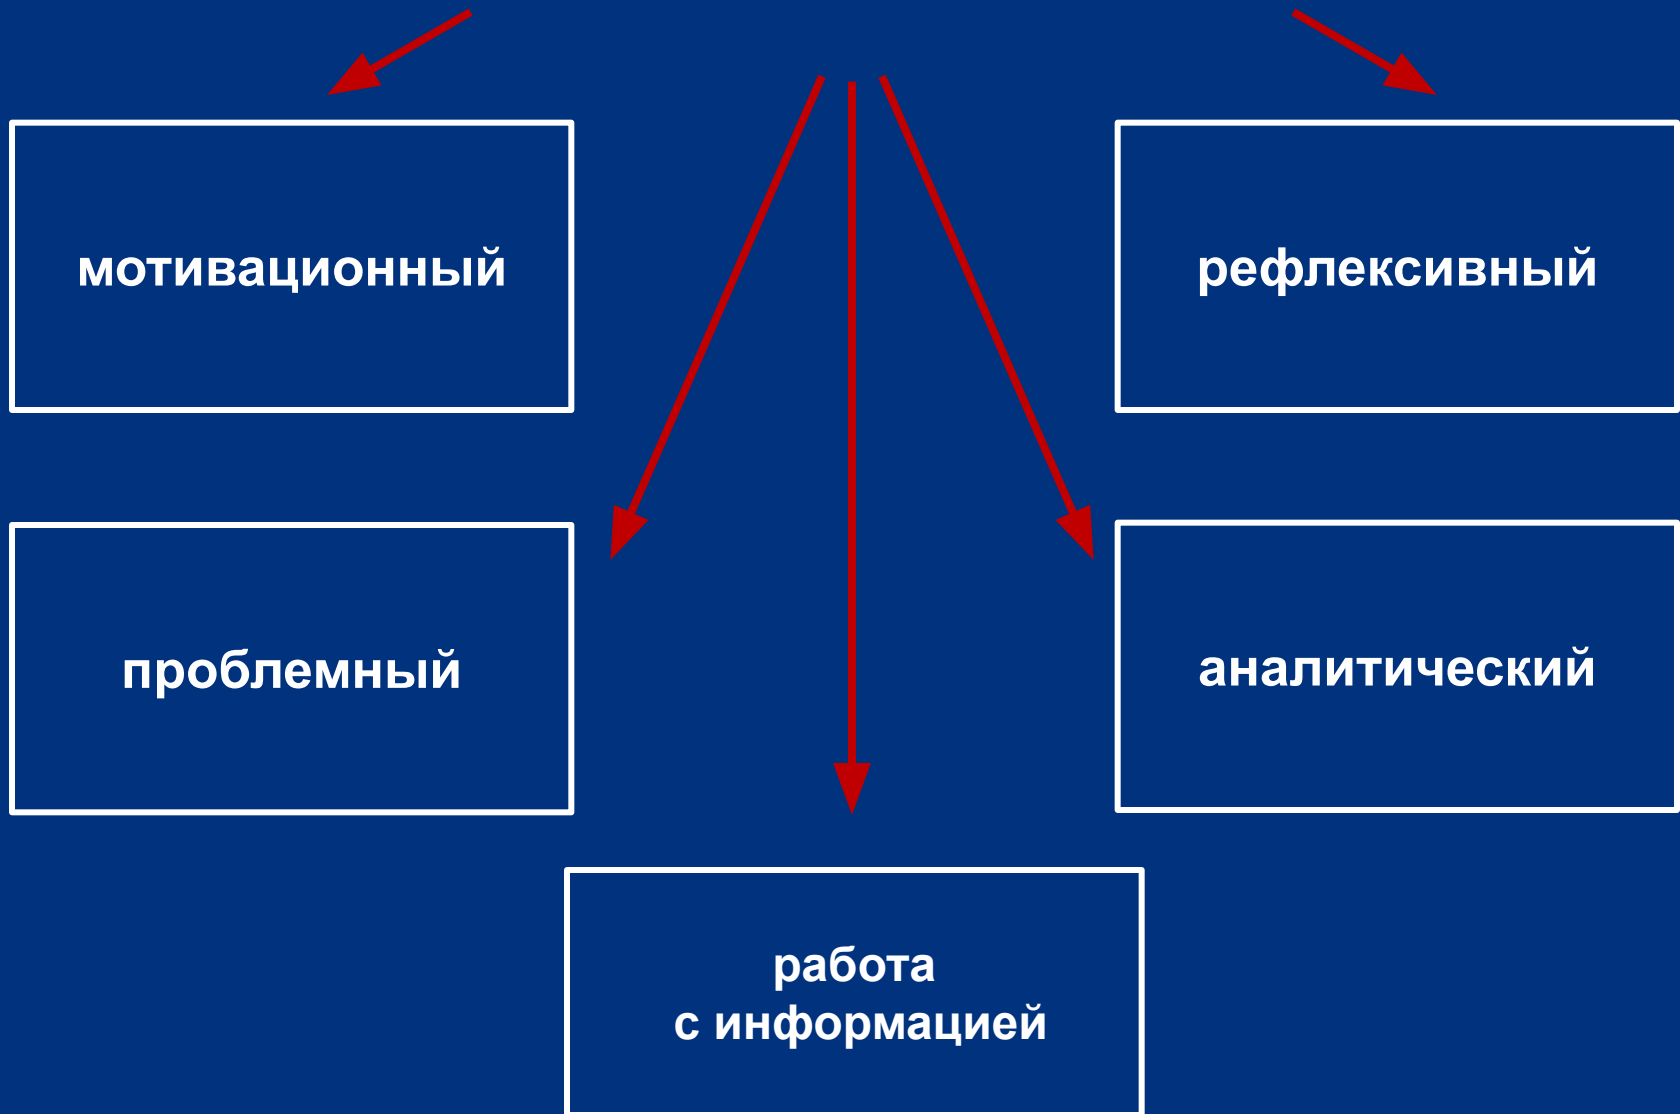 мотивационный
рефлексивный
проблемный
аналитический
работа
с информацией